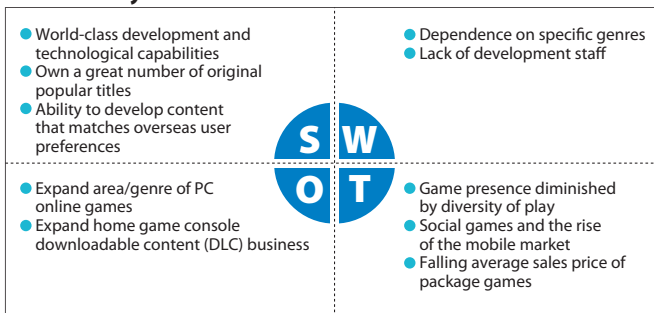 ● World-class development and
technological capabilities
● Own a great number of original
popular titles
● Ability to develop content
that matches overseas user
preferences
● Dependence on specific genres
● Lack of development staff
S W
O T
● Expand area/genre of PC
online games
● Expand home game console
downloadable content (DLC) business
● Game presence diminished
by diversity of play
● Social games and the rise
of the mobile market
● Falling average sales price of
package games